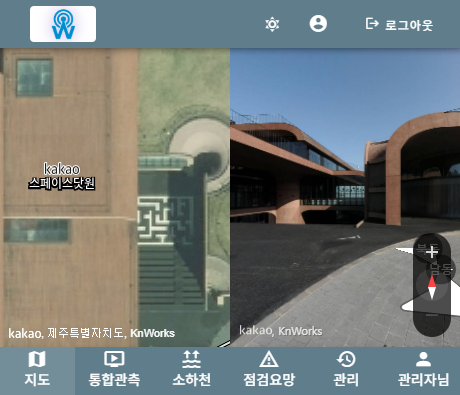 W
로그아웃
kakao
스페이스닷원
kakao, 제주특별자치도, KnWorks
kakao, KnWorks
지도
통합관측
소하천
점검요망
관리
관리자님